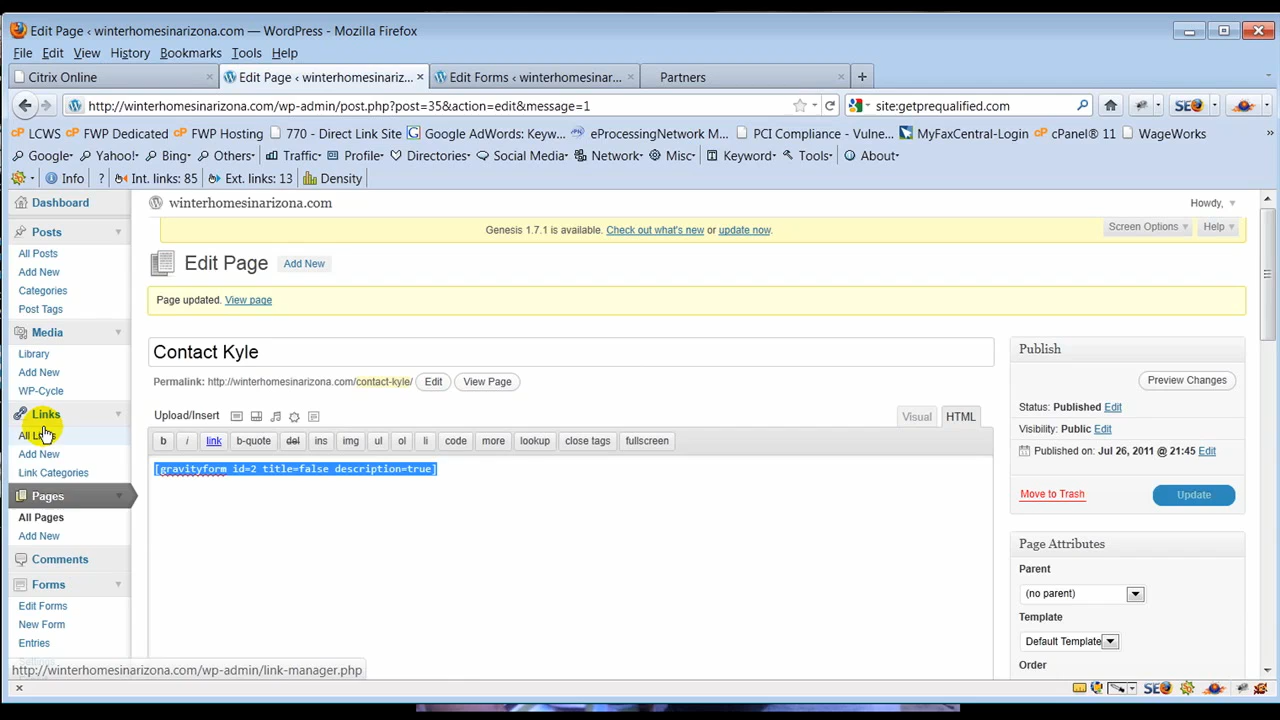 Edit Page ‹ winterhomesinarizona.com — WordPress - Mozilla Firefox
File Edit View History Bookmarks Tools Help
Citrix Online Edit Page ‹ winterhomesinariz... Edit Forms ‹ winterhomesinar... Partners
http://winterhomesinarizona.com/wp-admin/post.php?post=35&action=edit&message=1 site:getprequalified.com
LCWS FWP Dedicated FWP Hosting 770 - Direct Link Site Google AdWords: Keyw... eProcessingNetwork M... PCI Compliance - Vulne... MyFaxCentral-Login cPanel® 11 WageWorks
Google Yahoo! Bing Others Traffic Profile Directories Social Media Network Misc Keyword Tools About
Info ? Int. links: 85 Ext. links: 13 Density
Dashboard
winterhomesinarizona.com Howdy,
Genesis 1.7.1 is available. Check out what's new or update now. Screen Options Help
Posts
All Posts
Add New
Categories
Post Tags
Media
Library
Add New
WP-Cycle
Links
All
Add New
Link Categories
Pages
All Pages
Add New
Comments
Forms
Edit Forms
New Form
Entries
Edit Page Add New
Page updated. View page
Contact Kyle
Permalink: http://winterhomesinarizona.com/contact-kyle/ Edit View Page
Upload/Insert Visual HTML
b i link b-quote del ins img ul ol li code more lookup close tags fullscreen
[gravityform id=2 title=false description=true]
Publish
Preview Changes
Status: Published Edit
Visibility: Public Edit
Published on: Jul 26, 2011 @ 21:45 Edit
Move to Trash Update
Page Attributes
Parent
(no parent)
Template
Default Template
Order
http://winterhomesinarizona.com/wp-admin/link-manager.php
SEO